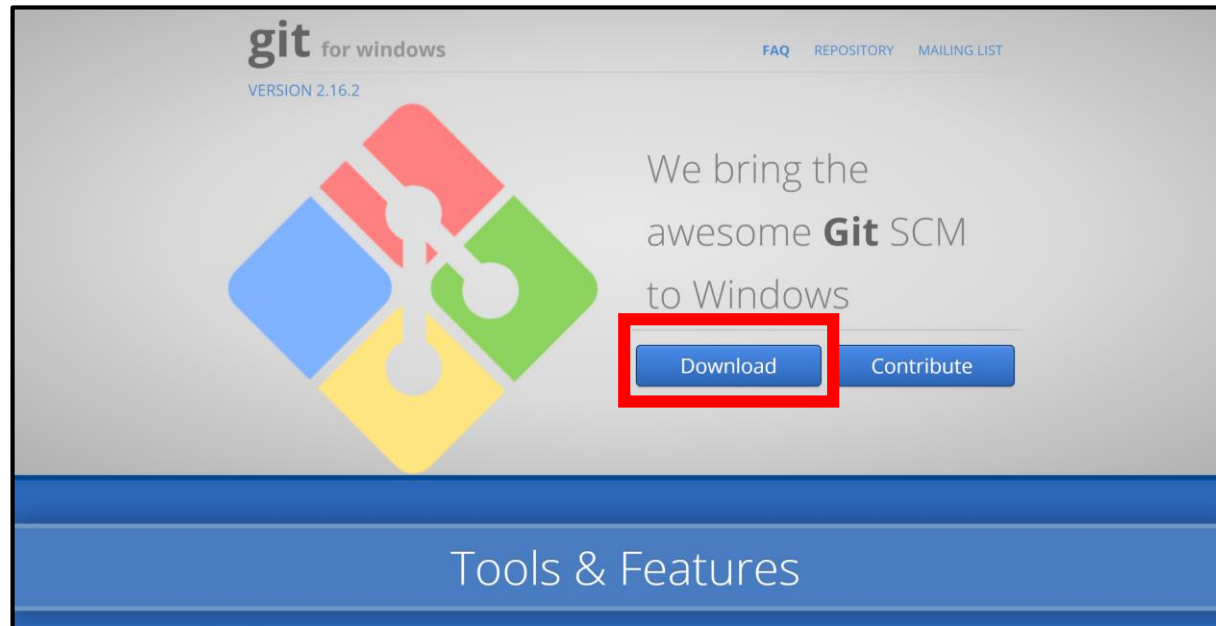 git for windows
FAQ REPOSITORY MAILING LIST
VERSION 2.16.2
We bring the
awesome Git SCM
to Windows
Download Contribute
Tools & Features